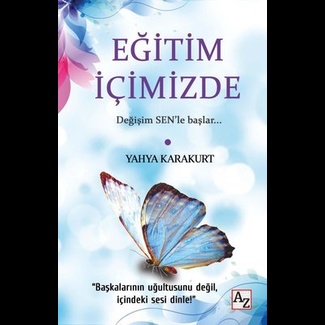 EĞİTİM
İÇİMİZDE
Değişim SEN'le başlar...
YAHYA KARAKURT
"Başkalarının uğultusunu değil,
içindeki sesi dinle!"
AZ